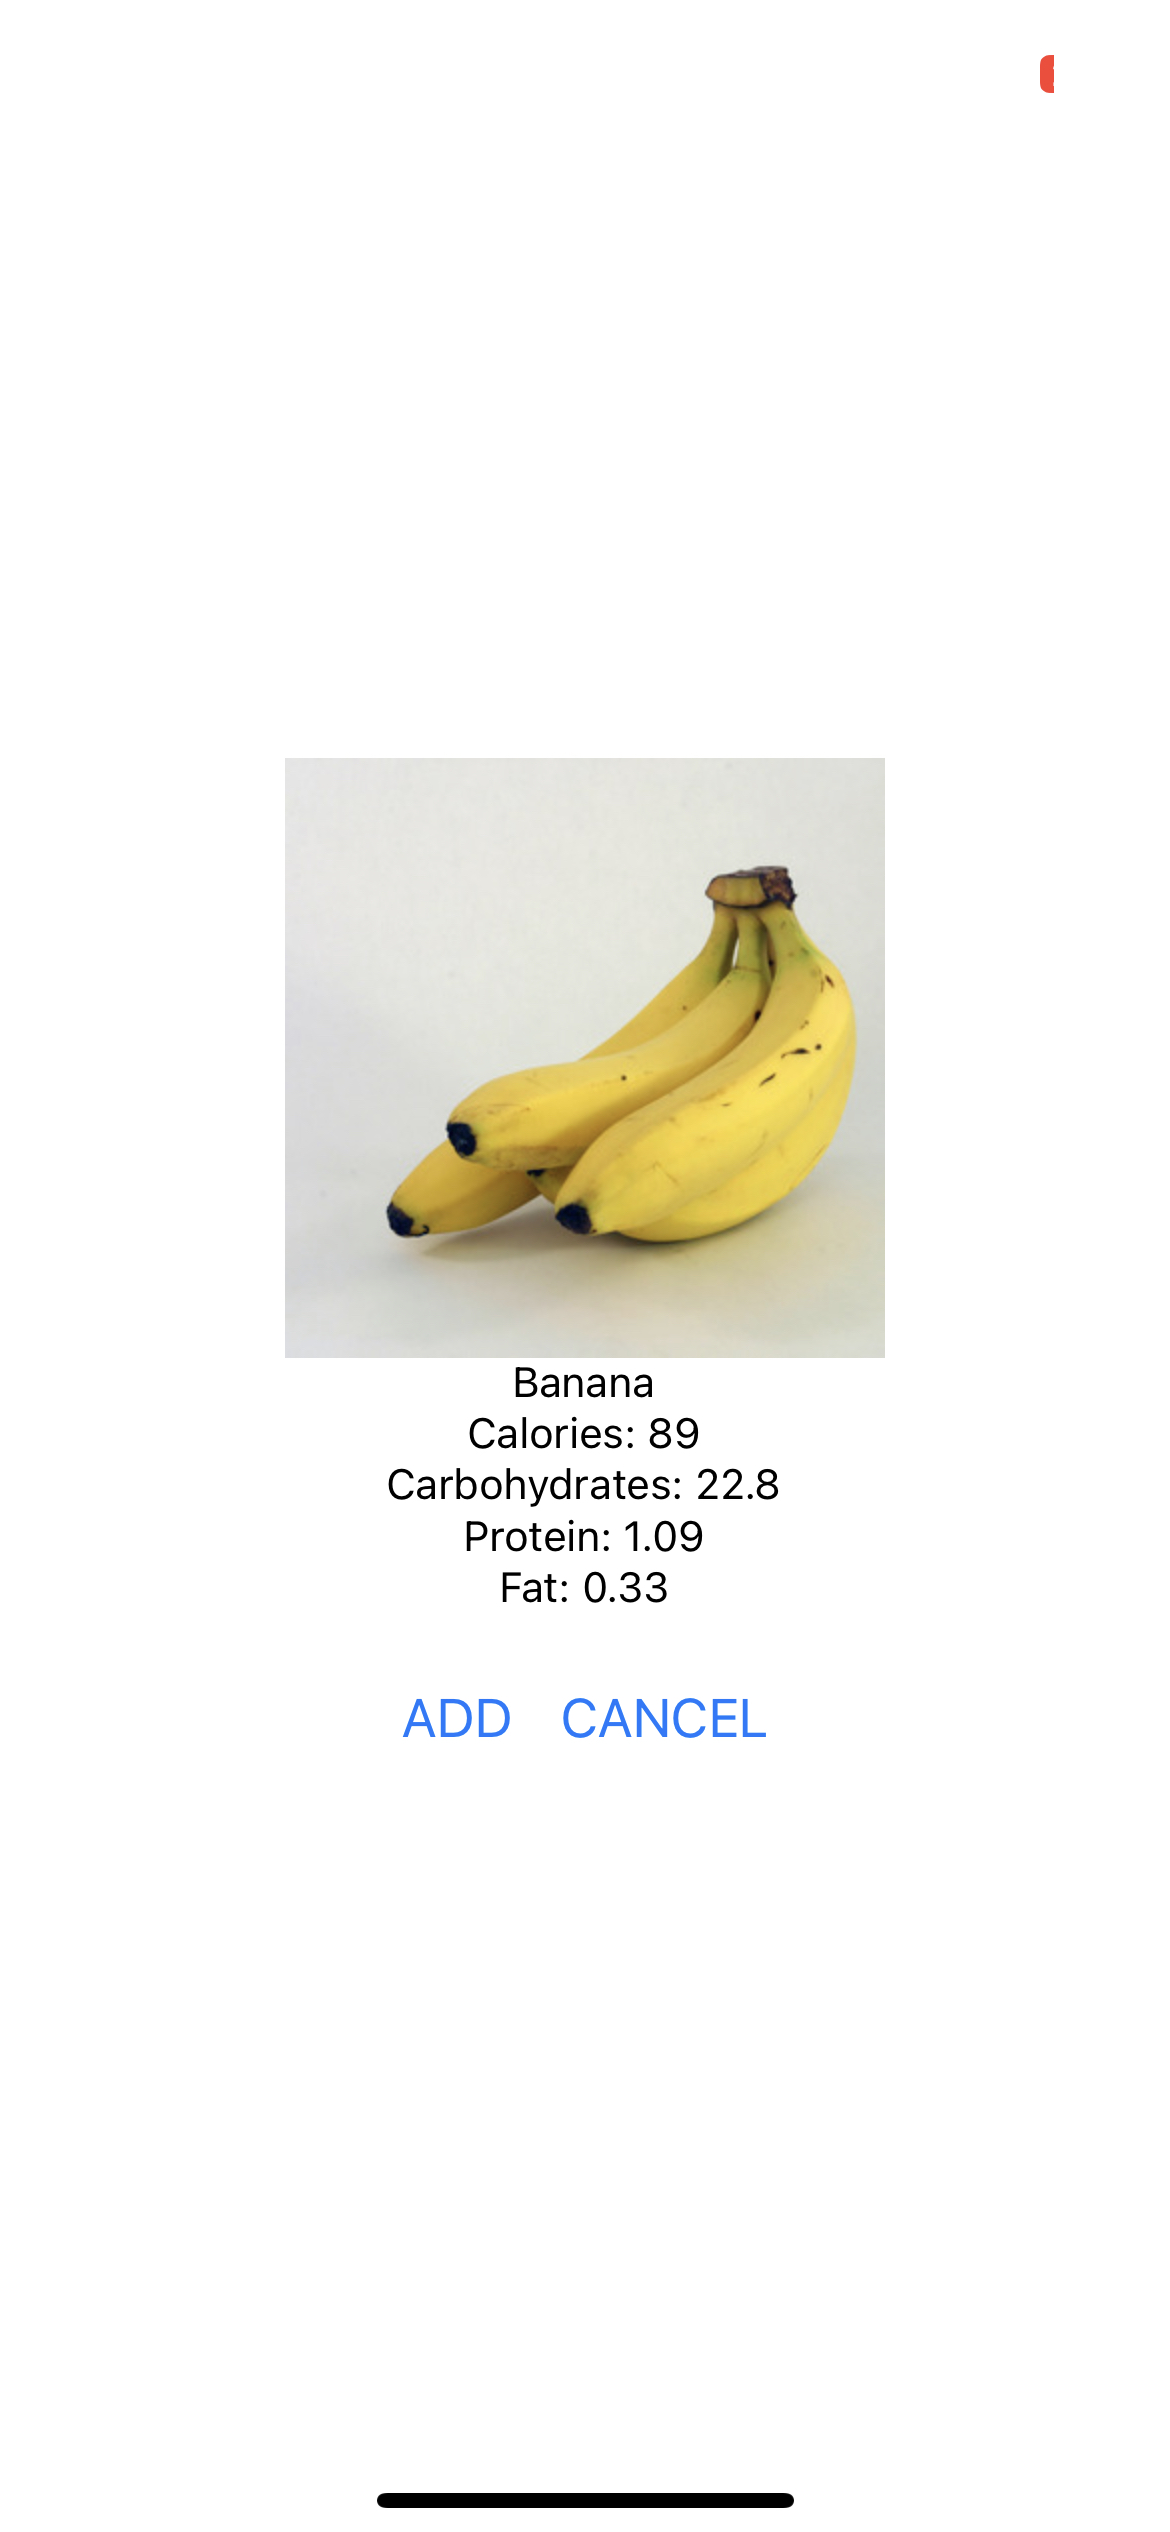 Banana
Calories: 89
Carbohydrates: 22.8
Protein: 1.09
Fat: 0.33
ADD CANCEL